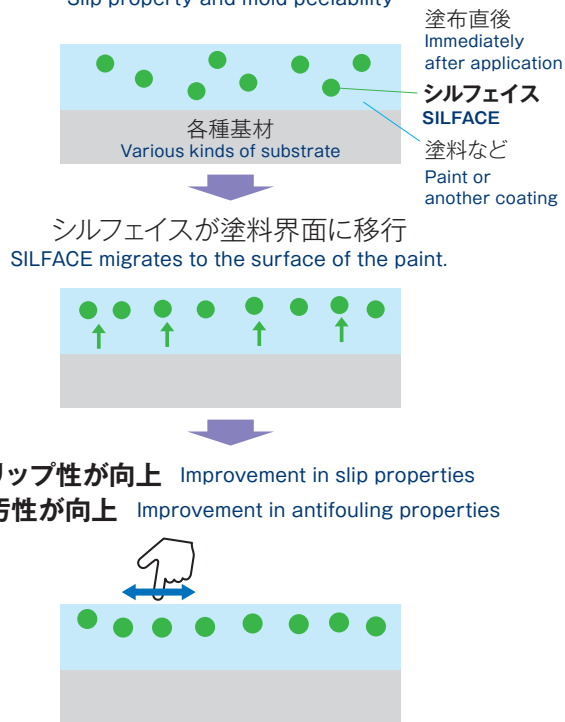 Slip property and mold peelability
塗布直後
Immediately
after application
シルフェイス
SILFACE
塗料など
Paint or
another coating
各種基材
Various kinds of substrate
シルフェイスが塗料界面に移行
SILFACE migrates to the surface of the paint.
リップ性が向上 Improvement in slip properties
汚性が向上 Improvement in antifouling properties